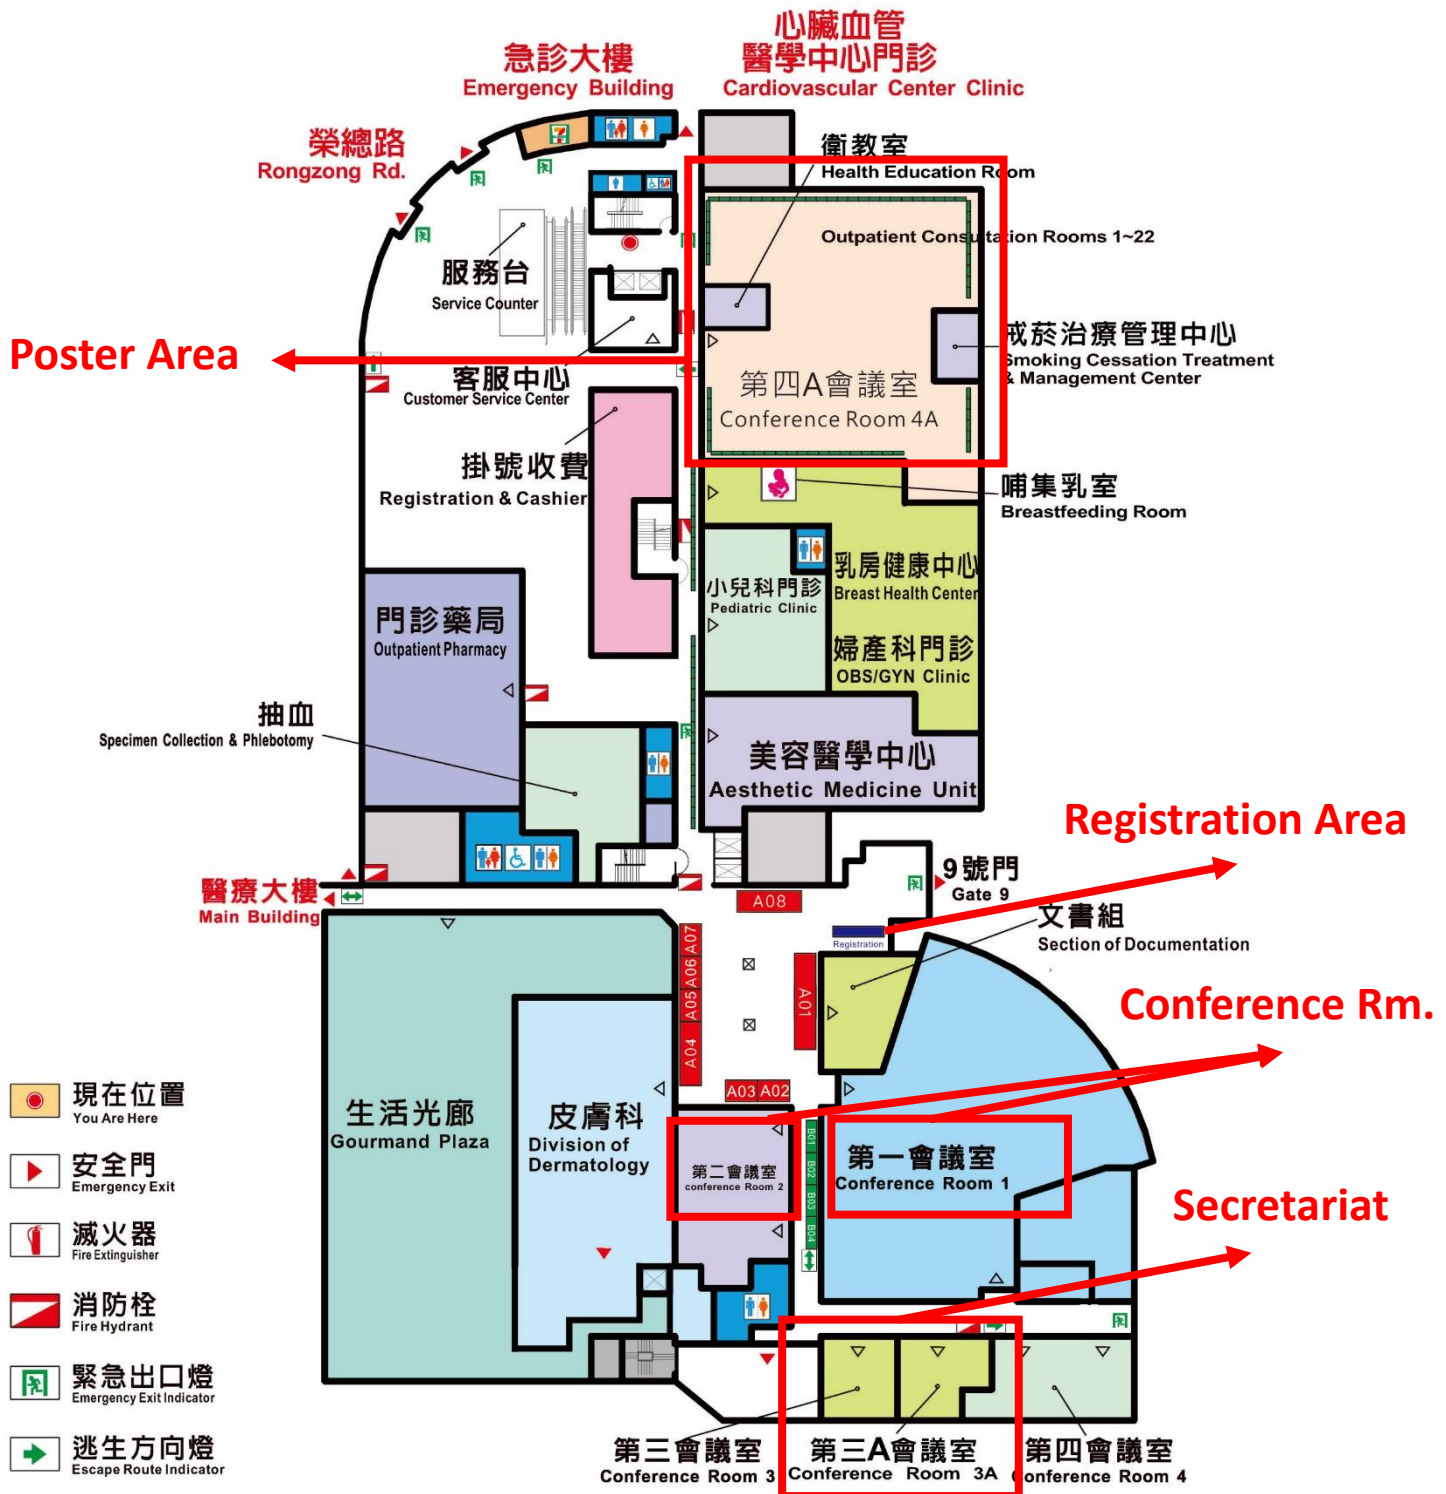 心臟血管
醫學中心門診
Cardiovascular Center Clinic
急診大樓
Emergency Building
榮總路
Rongzong Rd.
7
衛教室
Health Education Room
Outpatient Consultation Rooms 1~22
服務台
Service Counter
戒菸治療管理中心
Smoking Cessation Treatment
& Management Center
Poster Area
客服中心
Customer Service Center
第四A會議室
Conference Room 4A
掛號收費
Registration & Cashier
哺集乳室
Breastfeeding Room
乳房健康中心
Breast Health Center
小兒科門診
Pediatric Clinic
門診藥局
Outpatient Pharmacy
婦產科門診
OBS/GYN Clinic
抽血
Specimen Collection & Phlebotomy
美容醫學中心
Aesthetic Medicine Unit
Registration Area
醫療大樓
Main Building
9號門
Gate 9
A08
文書組
Section of Documentation
Registration
A07
A06
A05
A04
A01
Conference Rm.
A03
A02
現在位置
You Are Here
生活光廊
Gourmand Plaza
皮膚科
Division of
Dermatology
安全門
Emergency Exit
第二會議室
conference Room 2
B01
B02
B03
B04
第一會議室
Conference Room 1
Secretariat
滅火器
Fire Extinguisher
消防栓
Fire Hydrant
緊急出口燈
Emergency Exit Indicator
逃生方向燈
Escape Route Indicator
第三會議室
Conference Room 3
第三A會議室
Conference Room 3A
第四會議室
Conference Room 4